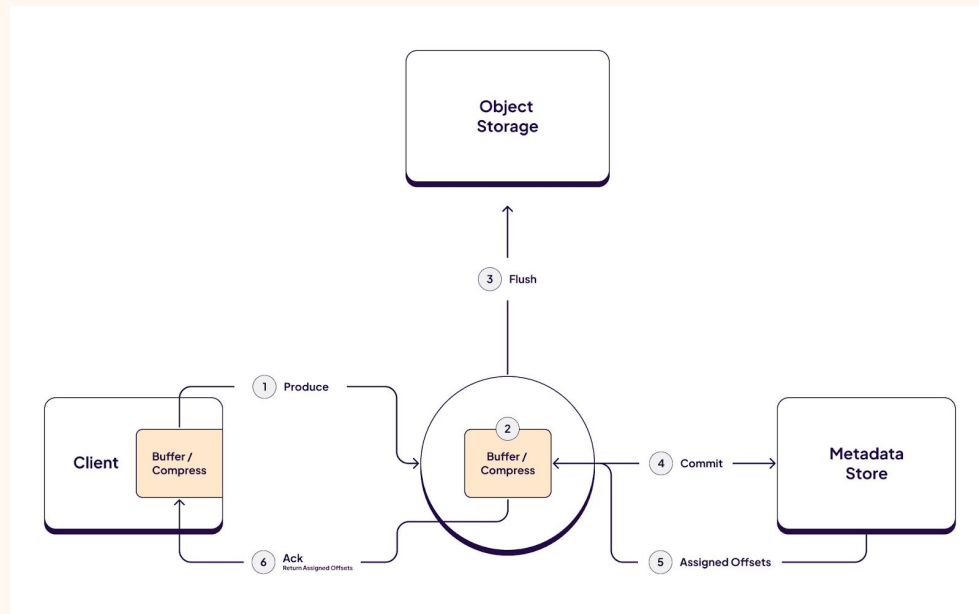 Object
Storage
3 Flush
1 Produce
Client
Buffer /
Compress
2
Buffer /
Compress
4 Commit
Metadata
Store
6 Ack
Return Assigned Offsets
5 Assigned Offsets